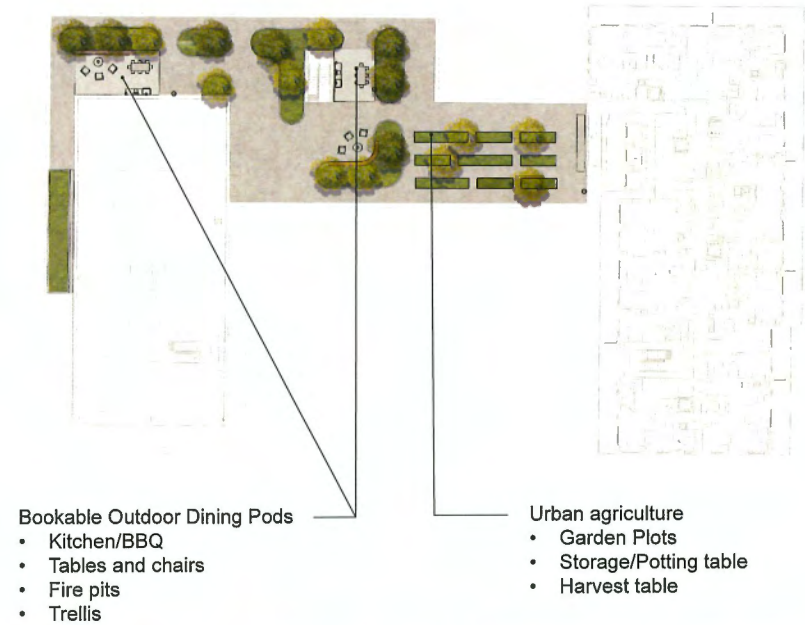 Bookable Outdoor Dining Pods
• Kitchen/BBQ
• Tables and chairs
• Fire pits
• Trellis
Urban agriculture
• Garden Plots
• Storage/Potting table
• Harvest table